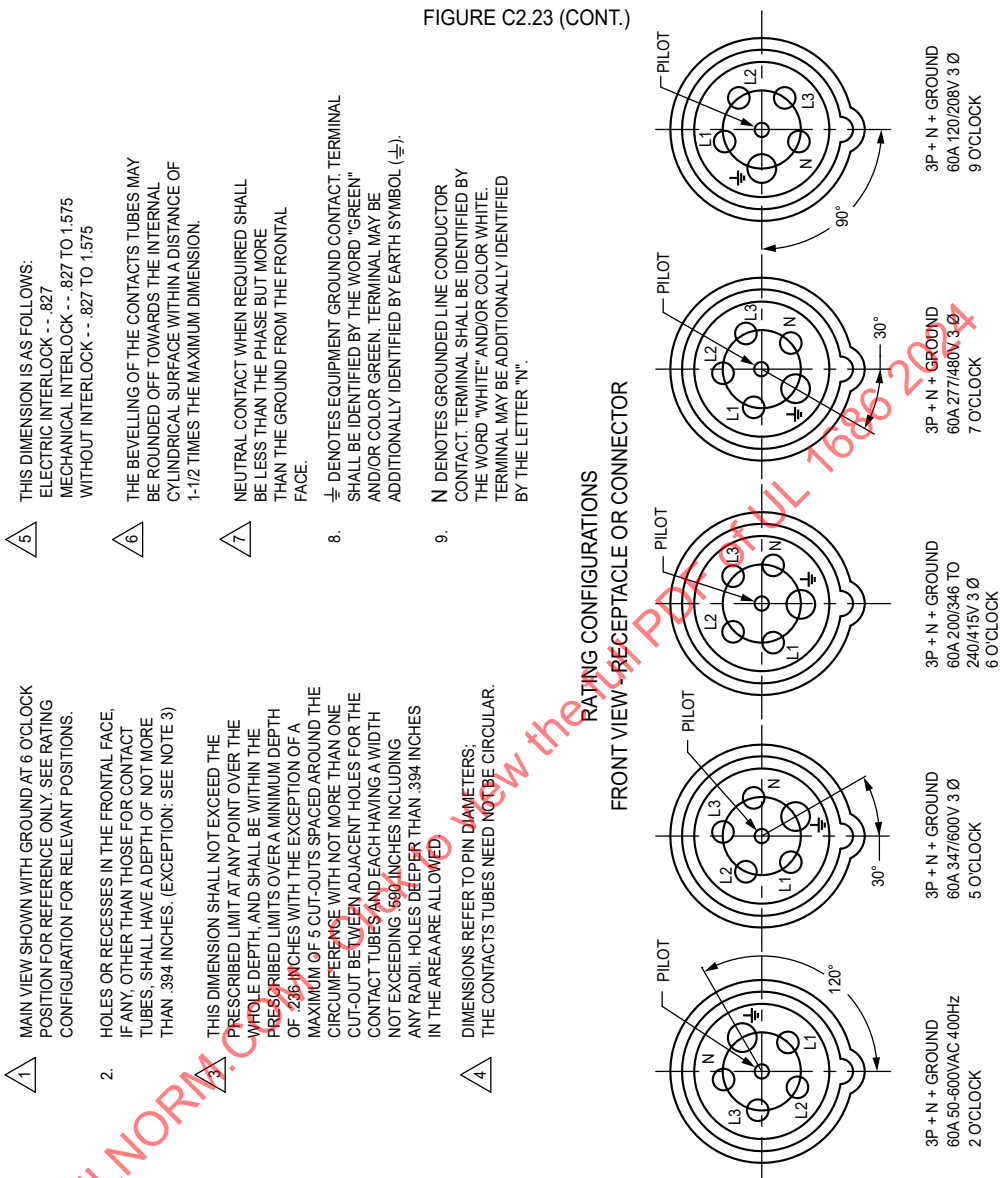 FIGURE C2.23 (CONT.)
1
MAIN VIEW SHOWN WITH GROUND AT 6 O'CLOCK
POSITION FOR REFERENCE ONLY. SEE RATING
CONFIGURATION FOR RELEVANT POSITIONS.
2.
HOLES OR RECESSES IN THE FRONTAL FACE,
IF ANY, OTHER THAN THOSE FOR CONTACT
TUBES, SHALL HAVE A DEPTH OF NOT MORE
THAN .394 INCHES. (EXCEPTION: SEE NOTE 3)
3
THIS DIMENSION SHALL NOT EXCEED THE
PRESCRIBED LIMIT AT ANY POINT OVER THE
WHOLE DEPTH, AND SHALL BE WITHIN THE
PRESCRIBED LIMITS OVER A MINIMUM DEPTH
OF .236 INCHES WITH THE EXCEPTION OF A
MAXIMUM OF 5 CUT-OUTS SPACED AROUND THE
CIRCUMFERENCE WITH NOT MORE THAN ONE
CUT-OUT BETWEEN ADJACENT HOLES FOR THE
CONTACT TUBES AND EACH HAVING A WIDTH
NOT EXCEEDING .590 INCHES INCLUDING
ANY RADII. HOLES DEEPER THAN .394 INCHES
IN THE AREA ARE ALLOWED.
4
DIMENSIONS REFER TO PIN DIAMETERS;
THE CONTACTS TUBES NEED NOT BE CIRCULAR.
5
THIS DIMENSION IS AS FOLLOWS:
ELECTRIC INTERLOCK - - .827
MECHANICAL INTERLOCK - - .827 TO 1.575
WITHOUT INTERLOCK - - .827 TO 1.575
6
THE BEVELLING OF THE CONTACTS TUBES MAY
BE ROUNDED OFF TOWARDS THE INTERNAL
CYLINDRICAL SURFACE WITHIN A DISTANCE OF
1-1/2 TIMES THE MAXIMUM DIMENSION.
7
NEUTRAL CONTACT WHEN REQUIRED SHALL
BE LESS THAN THE PHASE BUT MORE
THAN THE GROUND FROM THE FRONTAL
FACE.
8.
⏚ DENOTES EQUIPMENT GROUND CONTACT. TERMINAL
SHALL BE IDENTIFIED BY THE WORD "GREEN"
AND/OR COLOR GREEN. TERMINAL MAY BE
ADDITIONALLY IDENTIFIED BY EARTH SYMBOL (⏚).
9.
N DENOTES GROUNDED LINE CONDUCTOR
CONTACT. TERMINAL SHALL BE IDENTIFIED BY
THE WORD "WHITE" AND/OR COLOR WHITE.
TERMINAL MAY BE ADDITIONALLY IDENTIFIED
BY THE LETTER "N".
RATING CONFIGURATIONS
FRONT VIEW - RECEPTACLE OR CONNECTOR
PILOT
N
L3
L1
L2
120°
3P + N + GROUND
60A 50-600VAC 400Hz
2 O'CLOCK
PILOT
L3
L2
N
L1
30°
3P + N + GROUND
60A 347/600V 3 Ø
5 O'CLOCK
PILOT
L2
L3
L1
N
3P + N + GROUND
60A 200/346 TO
240/415V 3 Ø
6 O'CLOCK
PILOT
L2
L3
L1
N
30°
3P + N + GROUND
60A 277/480V 3 Ø
7 O'CLOCK
PILOT
L1
L2
L3
N
90°
3P + N + GROUND
60A 120/208V 3 Ø
9 O'CLOCK
LNORM.COM : Click to view the full PDF of UL 1686 2024